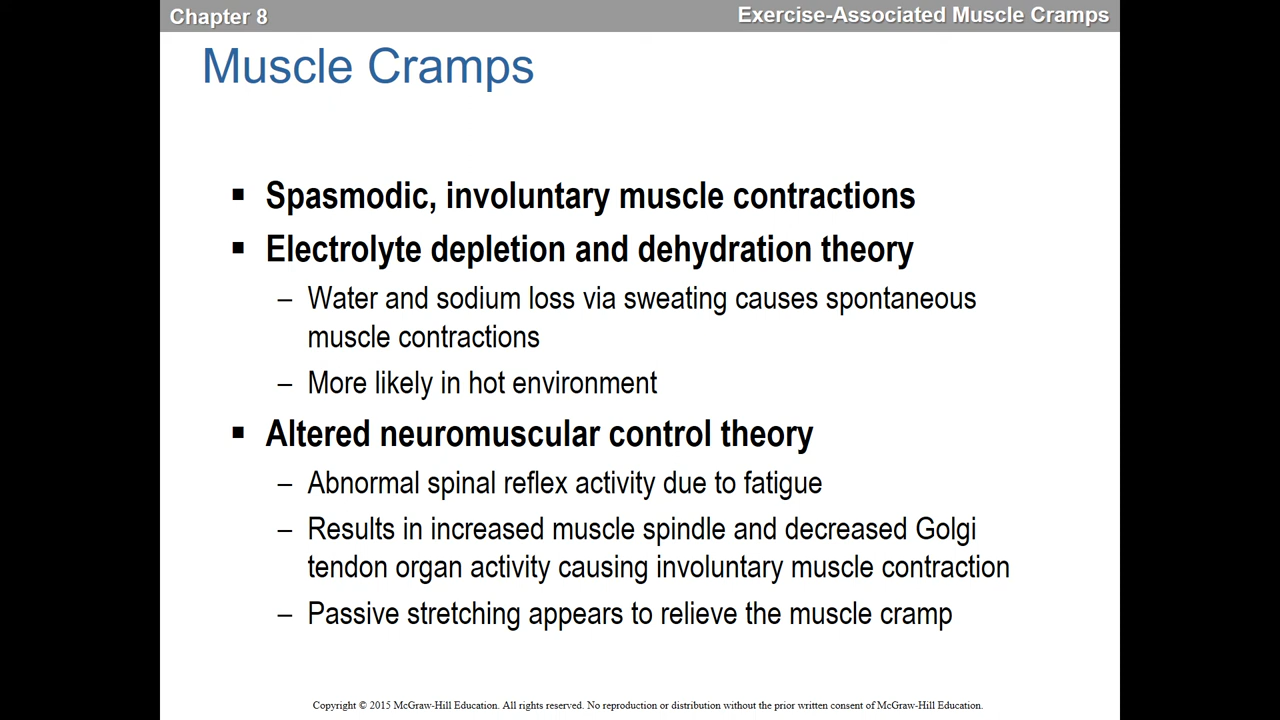 Chapter 8
Exercise-Associated Muscle Cramps
Muscle Cramps
▪ Spasmodic, involuntary muscle contractions
▪ Electrolyte depletion and dehydration theory
– Water and sodium loss via sweating causes spontaneous
muscle contractions
– More likely in hot environment
▪ Altered neuromuscular control theory
– Abnormal spinal reflex activity due to fatigue
– Results in increased muscle spindle and decreased Golgi
tendon organ activity causing involuntary muscle contraction
– Passive stretching appears to relieve the muscle cramp
Copyright © 2015 McGraw-Hill Education. All rights reserved. No reproduction or distribution without the prior written consent of McGraw-Hill Education.